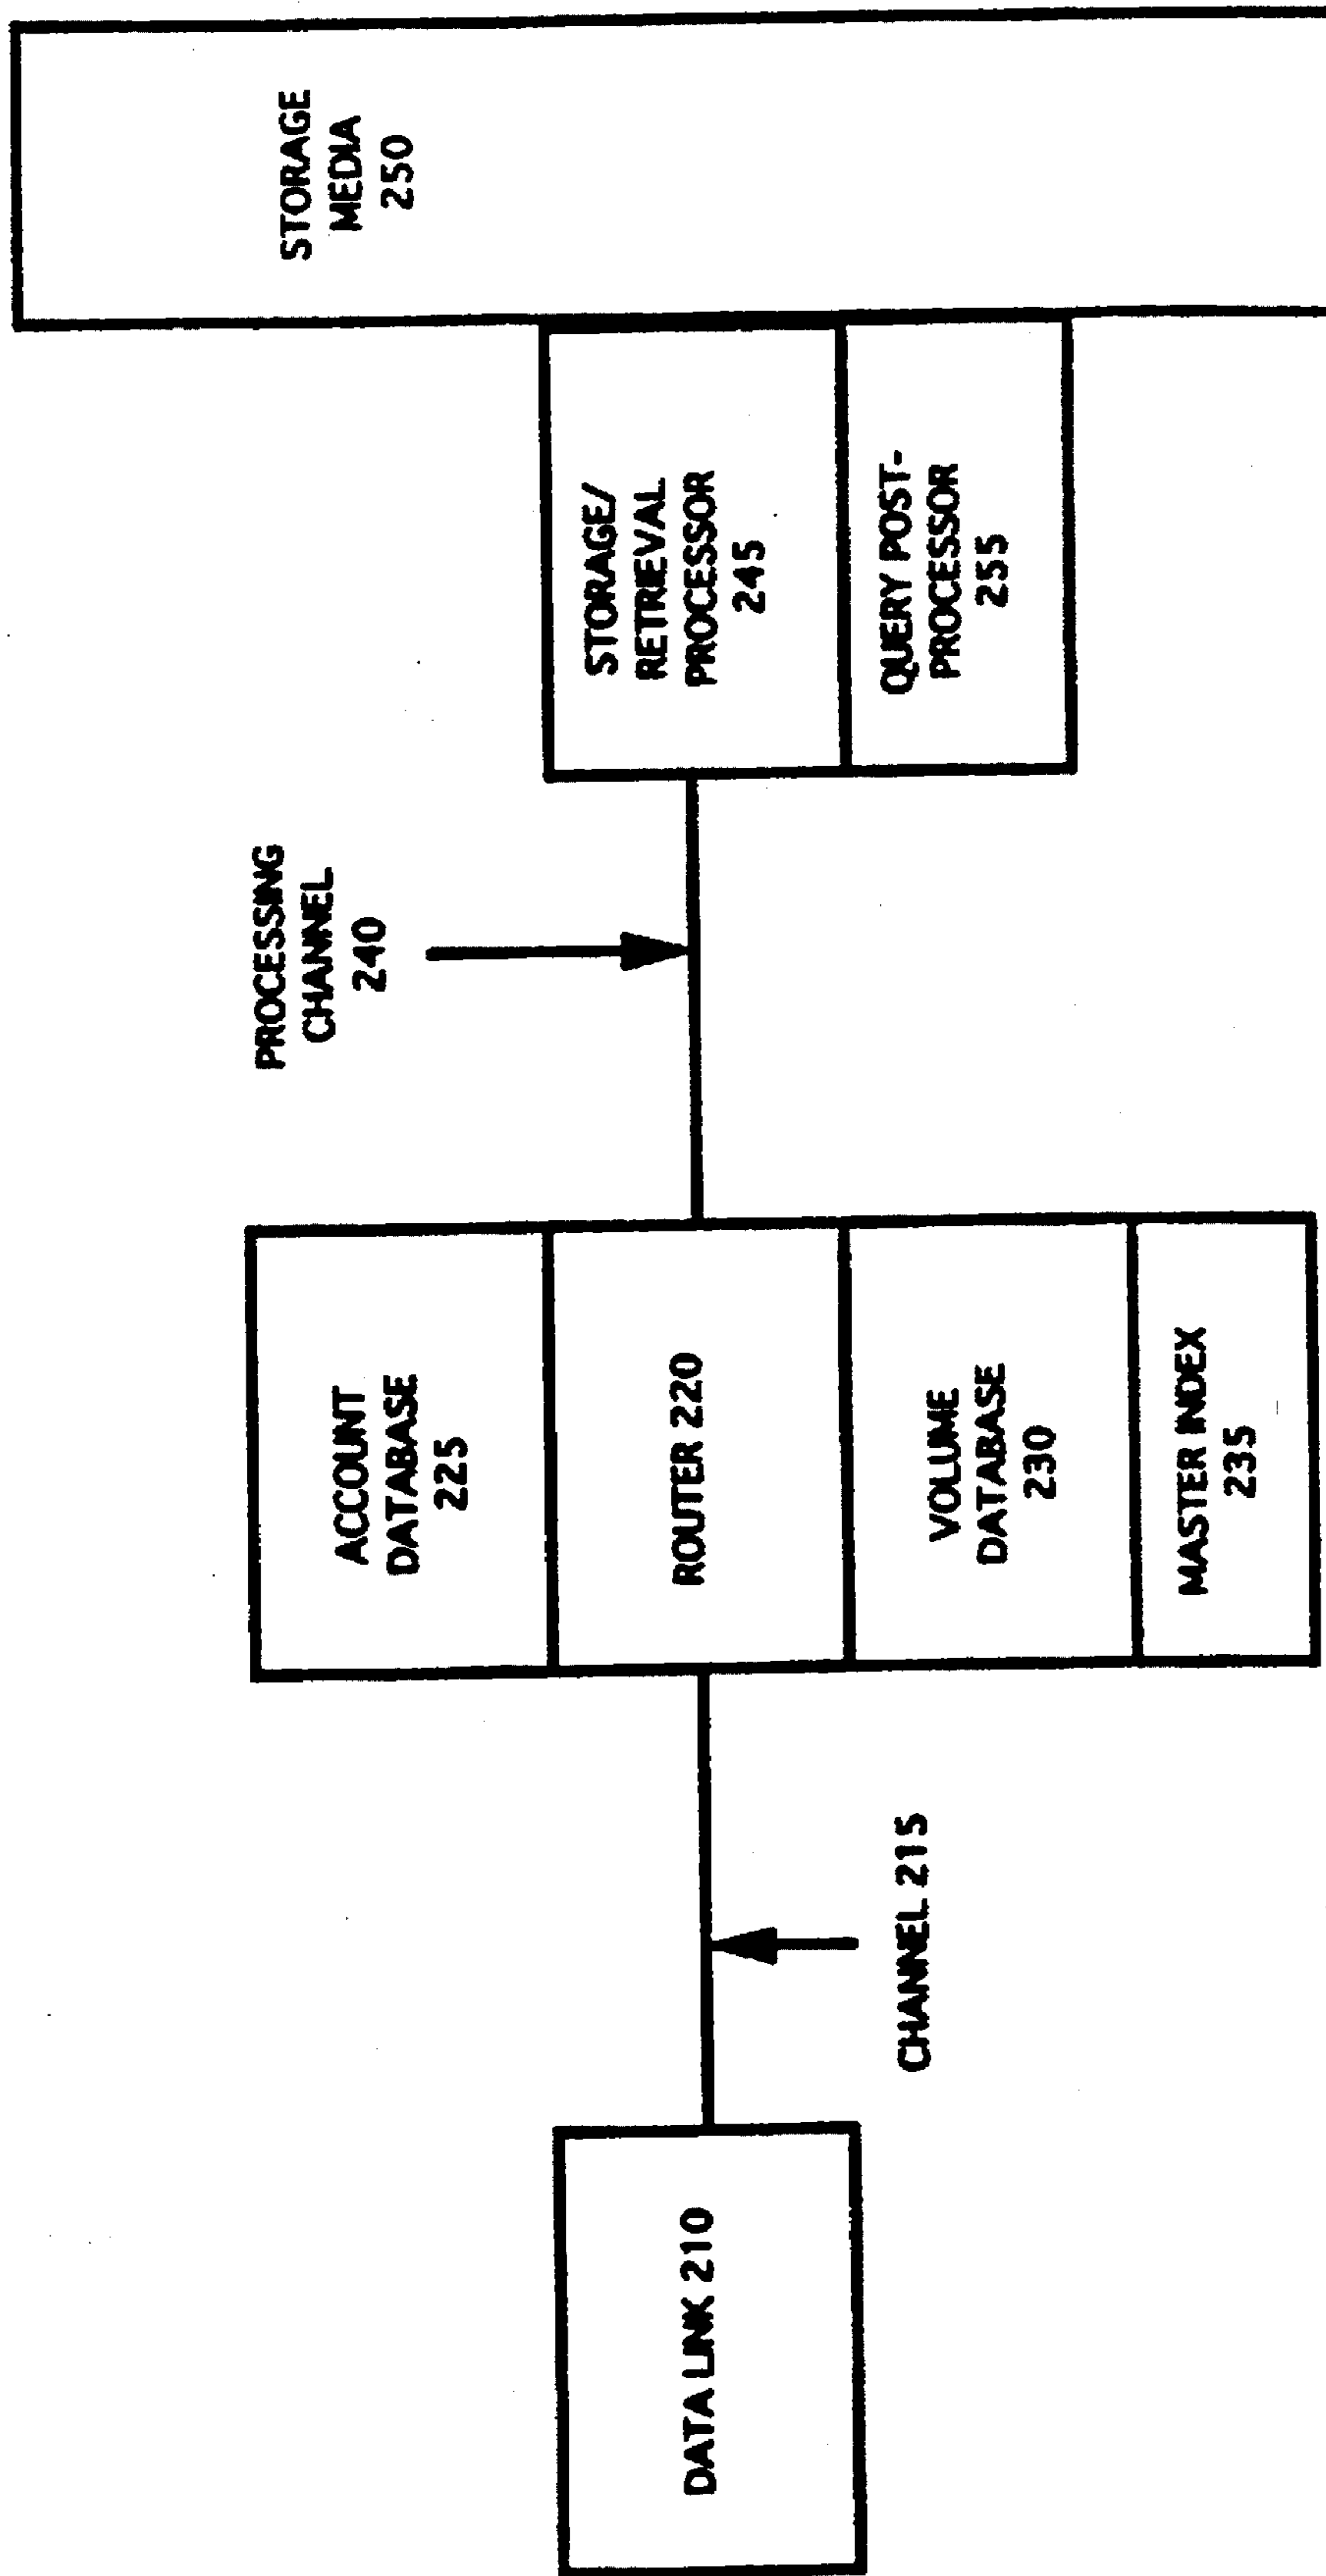 DATA LINK 210
CHANNEL 215
ACCOUNT
DATABASE
225
ROUTER 220
VOLUME
DATABASE
230
MASTER INDEX
235
PROCESSING
CHANNEL
240
STORAGE/
RETRIEVAL
PROCESSOR
245
QUERY POST-
PROCESSOR
255
STORAGE
MEDIA
250